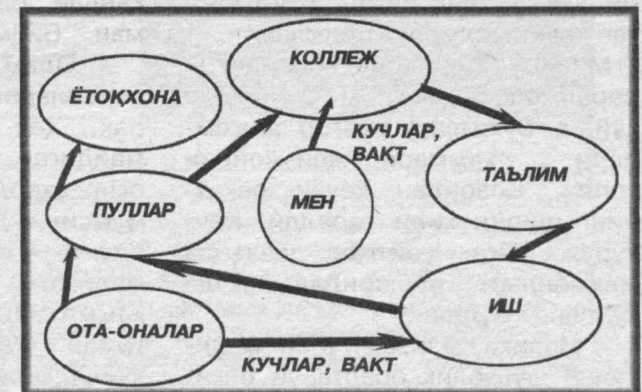 КОЛЛЕЖ
ЁТОҚХОНА
КУЧЛАР,
ВАҚТ
ТАЪЛИМ
ПУЛЛАР
МЕН
ИШ
ОТА-ОНАЛАР
КУЧЛАР, ВАҚТ